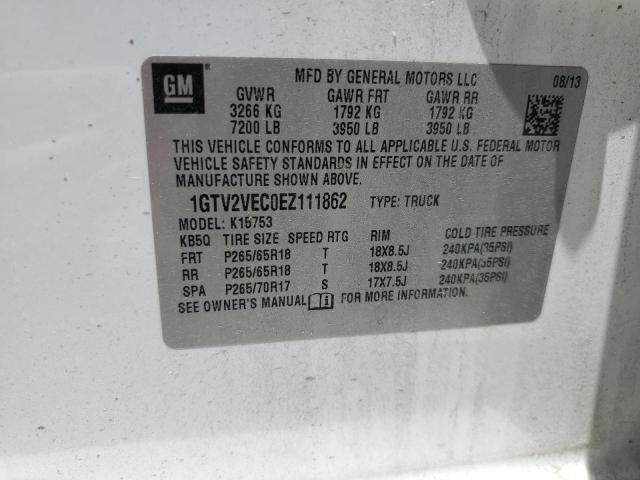 GM
MFD BY GENERAL MOTORS LLC 08/13
GVWR GAWR FRT GAWR RR
3266 KG 1792 KG 1792 KG
7200 LB 3950 LB 3950 LB
THIS VEHICLE CONFORMS TO ALL APPLICABLE U.S. FEDERAL MOTOR
VEHICLE SAFETY STANDARDS IN EFFECT ON THE DATE OF
MANUFACTURE SHOWN ABOVE.
1GTV2VEC0EZ111862 TYPE: TRUCK
MODEL: K15753
KB5Q TIRE SIZE SPEED RTG RIM COLD TIRE PRESSURE
FRT P265/65R18 T 18X8.5J 240KPA(35PSI)
RR P265/65R18 T 18X8.5J 240KPA(35PSI)
SPA P265/70R17 S 17X7.5J 240KPA(35PSI)
SEE OWNER'S MANUAL i FOR MORE INFORMATION.